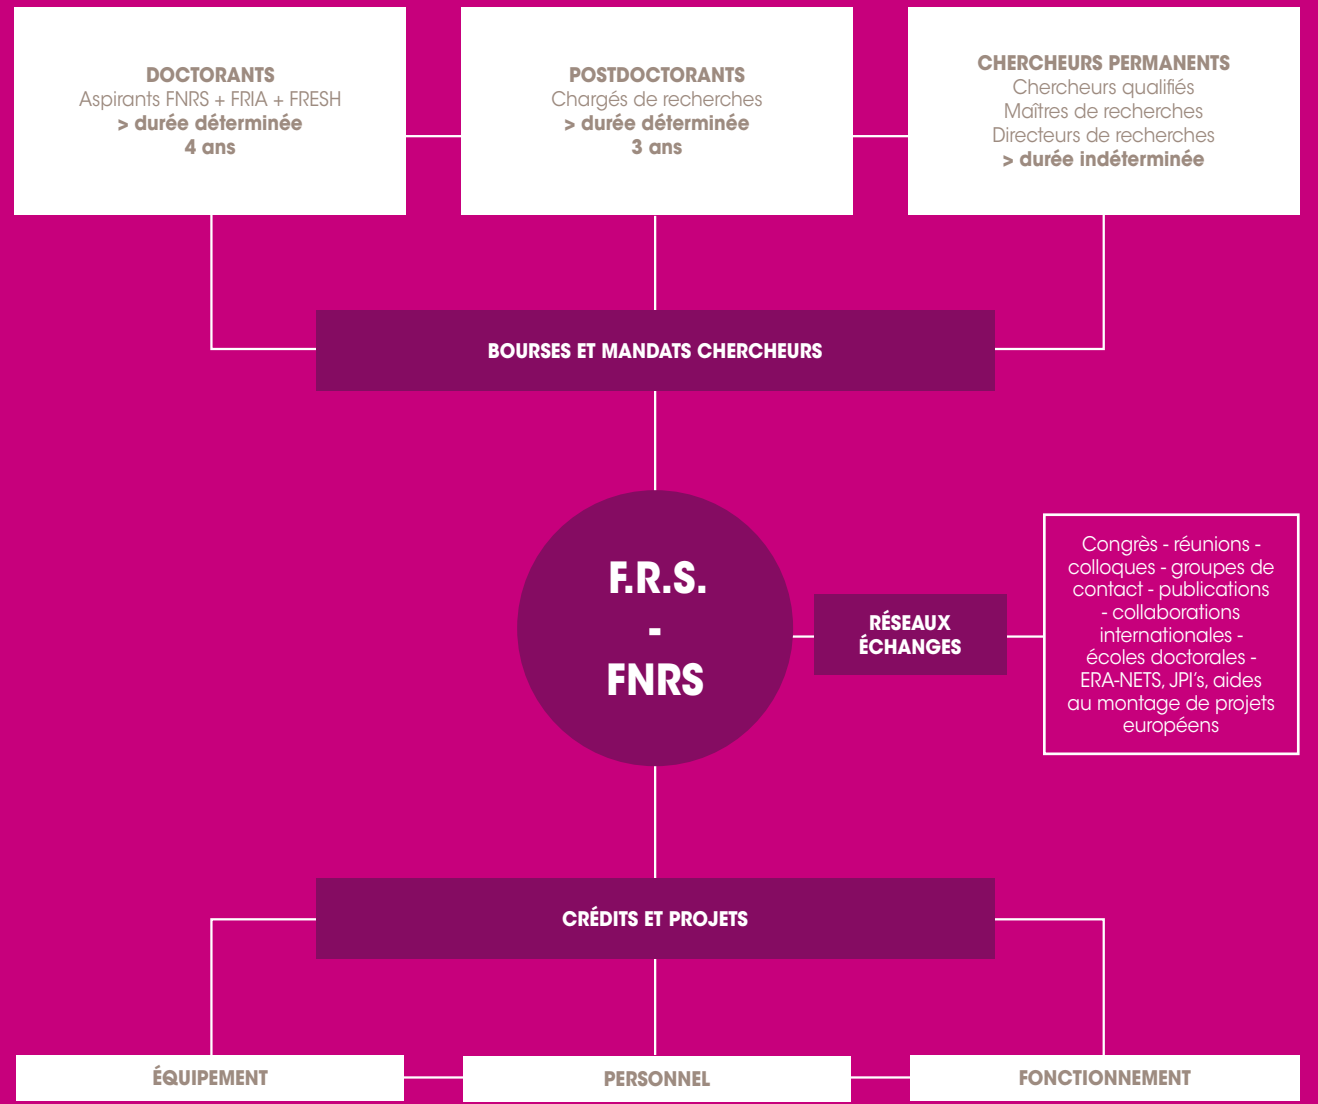 DOCTORANTS
Aspirants FNRS + FRIA + FRESH
> durée déterminée
4 ans
POSTDOCTORANTS
Chargés de recherches
> durée déterminée
3 ans
CHERCHEURS PERMANENTS
Chercheurs qualifiés
Maîtres de recherches
Directeurs de recherches
> durée indéterminée
BOURSES ET MANDATS CHERCHEURS
F.R.S.
-
FNRS
RÉSEAUX
ÉCHANGES
Congrès - réunions -
colloques - groupes de
contact - publications
- collaborations
internationales -
écoles doctorales -
ERA-NETS, JPI's, aides
au montage de projets
européens
CRÉDITS ET PROJETS
ÉQUIPEMENT
PERSONNEL
FONCTIONNEMENT